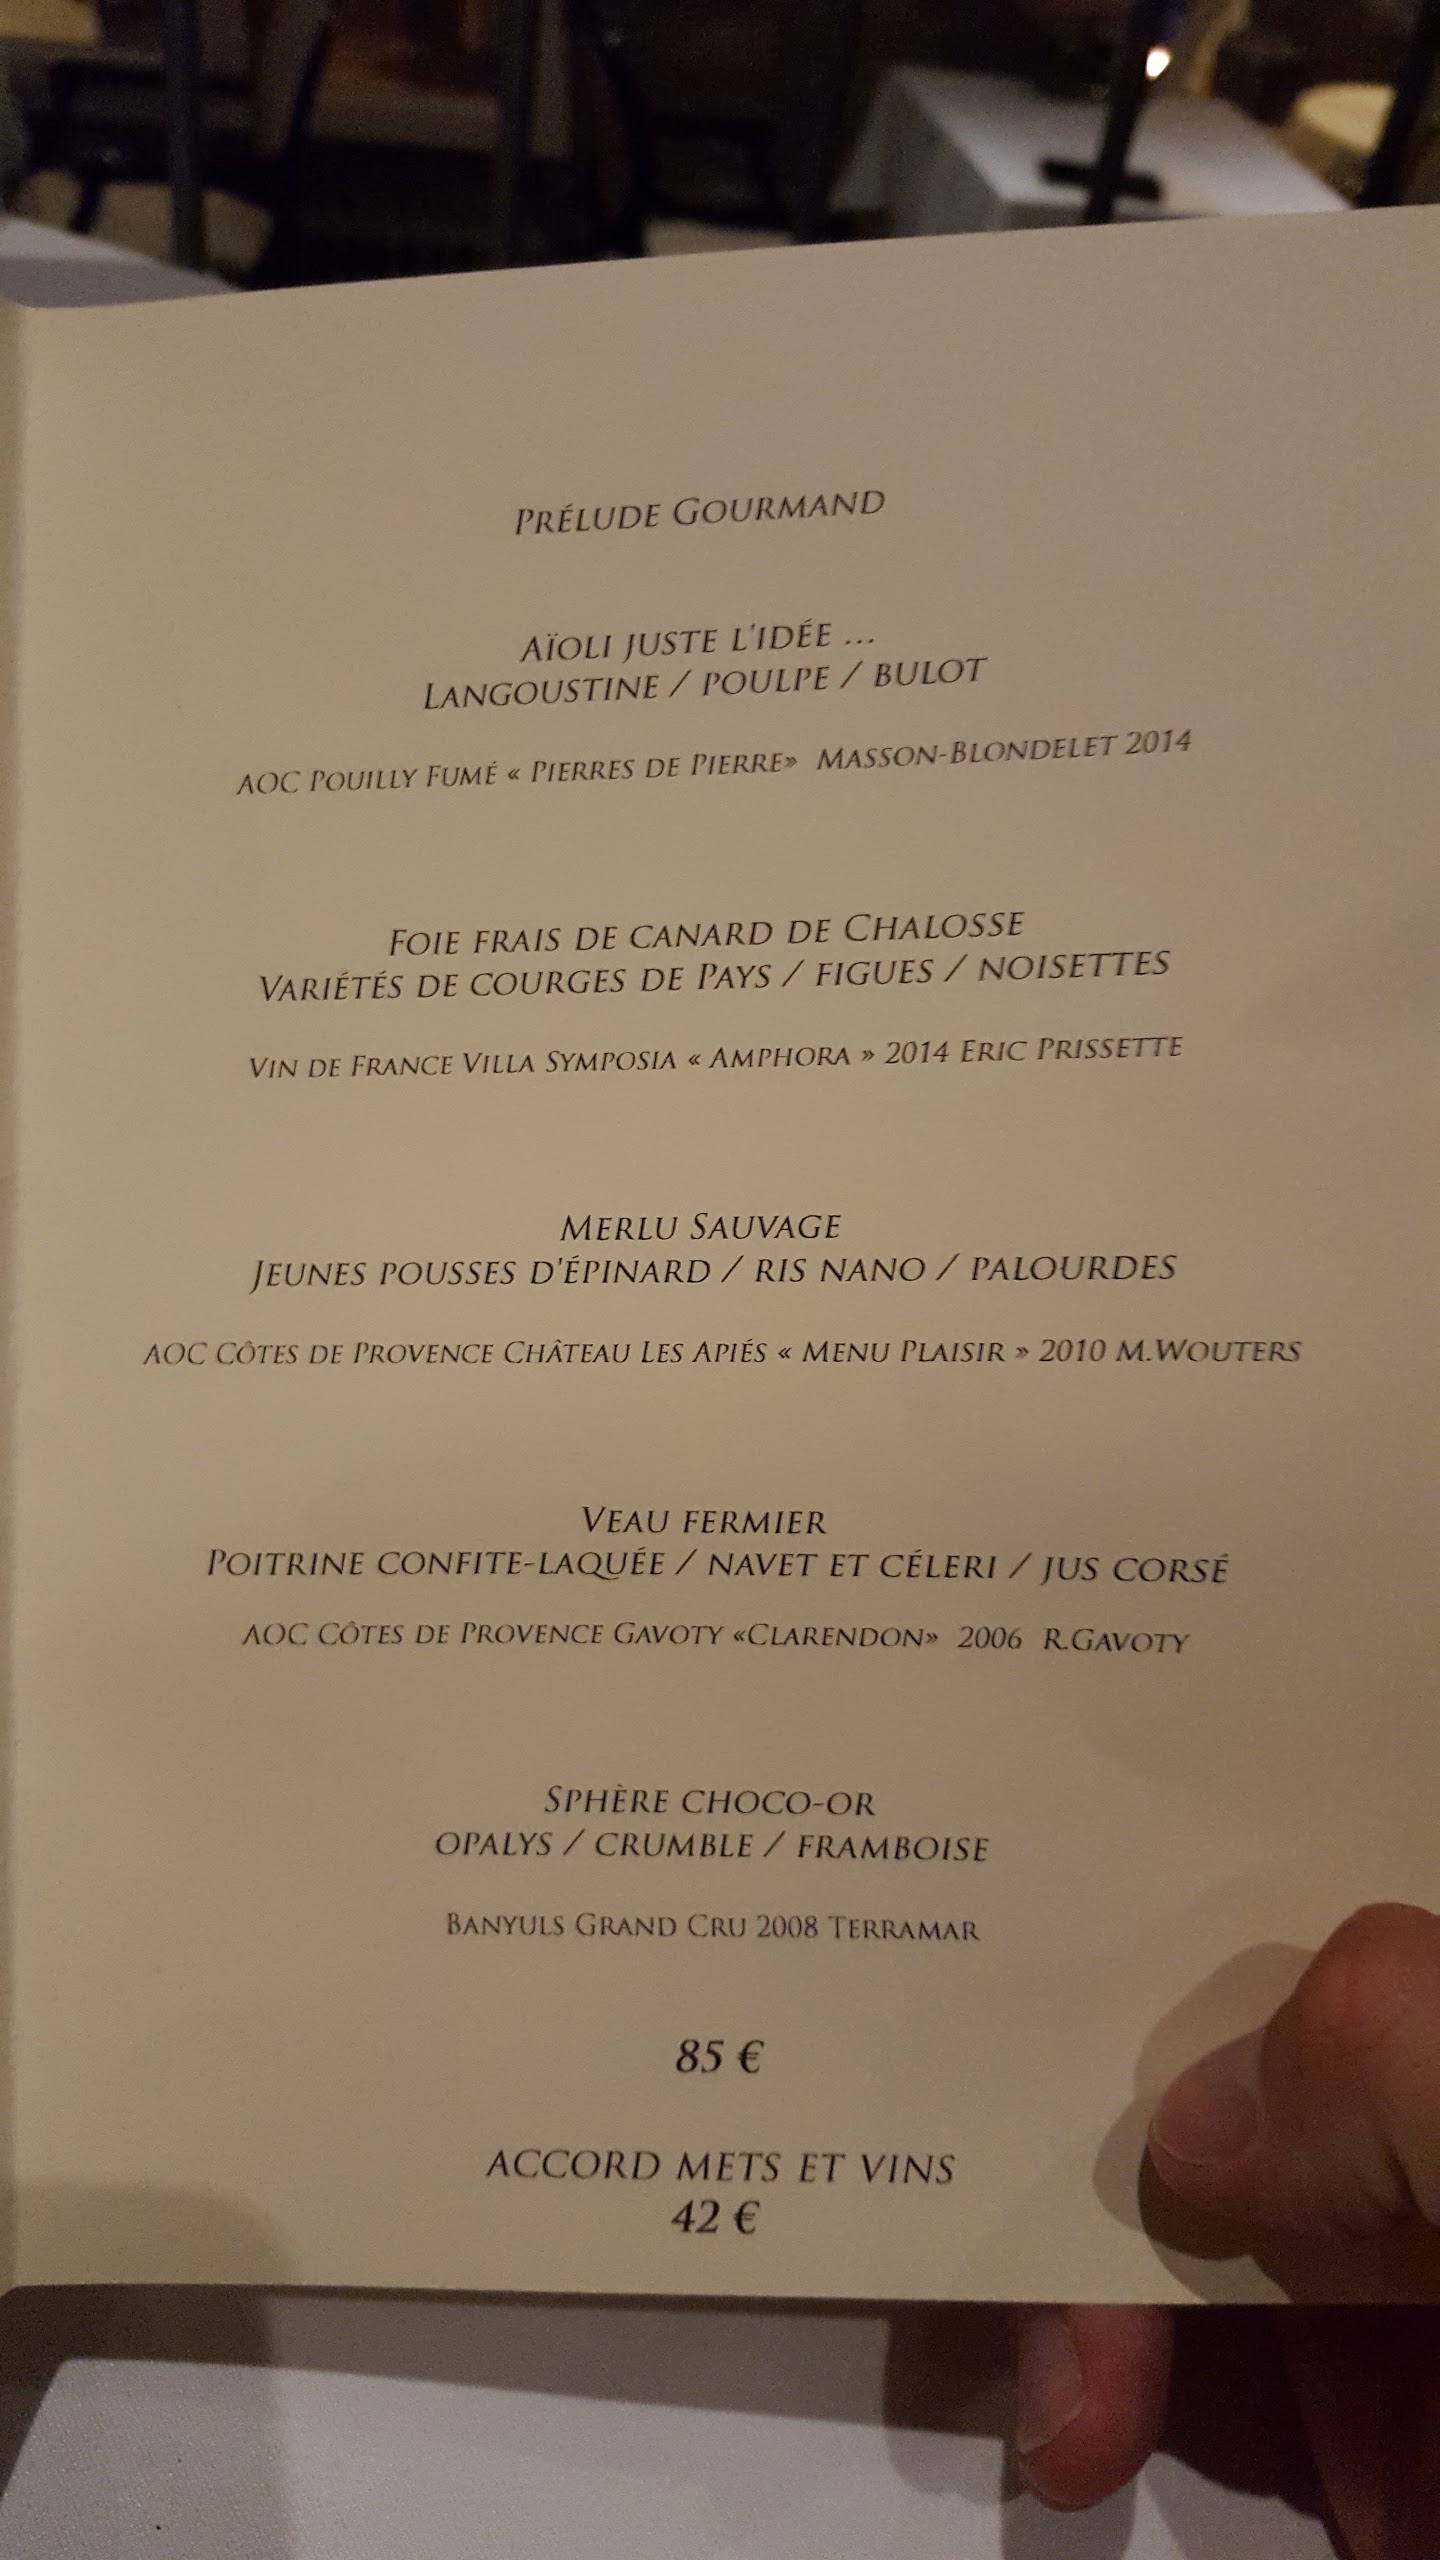 Prélude Gourmand
Aïoli juste l'idée ...
Langoustine / poulpe / bulot
AOC Pouilly Fumé « Pierres de Pierre» Masson-Blondelet 2014
Foie frais de canard de Chalosse
Variétés de courges de Pays / figues / noisettes
Vin de France Villa Symposia « Amphora » 2014 Eric Prissette
Merlu Sauvage
Jeunes pousses d'épinard / ris nano / palourdes
AOC Côtes de Provence Château Les Apiés « Menu Plaisir » 2010 M.Wouters
Veau fermier
Poitrine confite-laquée / navet et céleri / jus corsé
AOC Côtes de Provence Gavoty «Clarendon» 2006 R.Gavoty
Sphère choco-or
opalys / crumble / framboise
Banyuls Grand Cru 2008 Terramar
85 €
ACCORD METS ET VINS
42 €